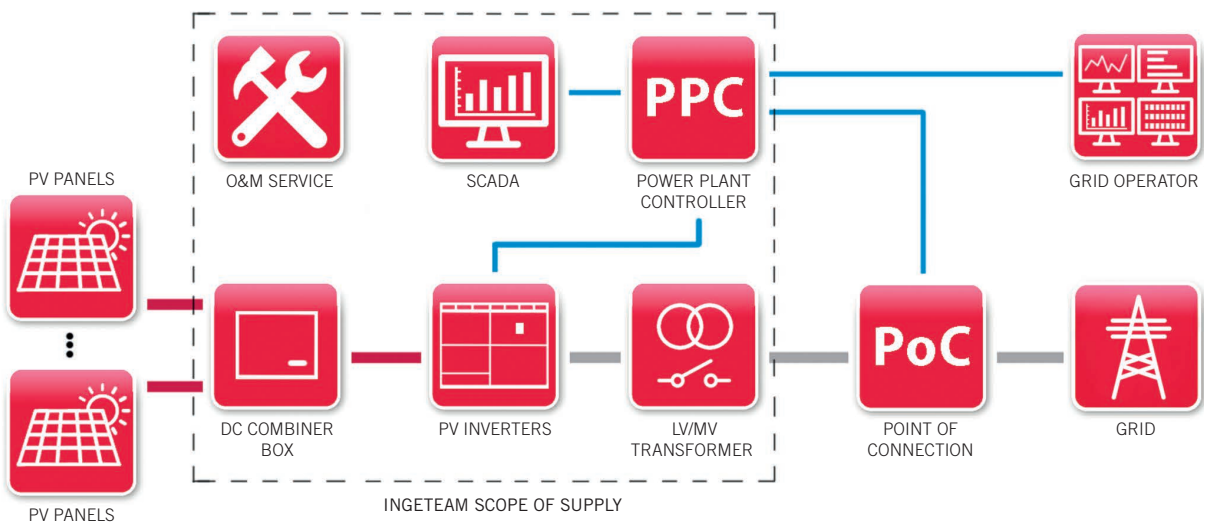 PPC
PV PANELS
O&M SERVICE
SCADA
POWER PLANT
CONTROLLER
GRID OPERATOR
PoC
DC COMBINER
BOX
PV INVERTERS
LV/MV
TRANSFORMER
POINT OF
CONNECTION
GRID
INGETEAM SCOPE OF SUPPLY
PV PANELS